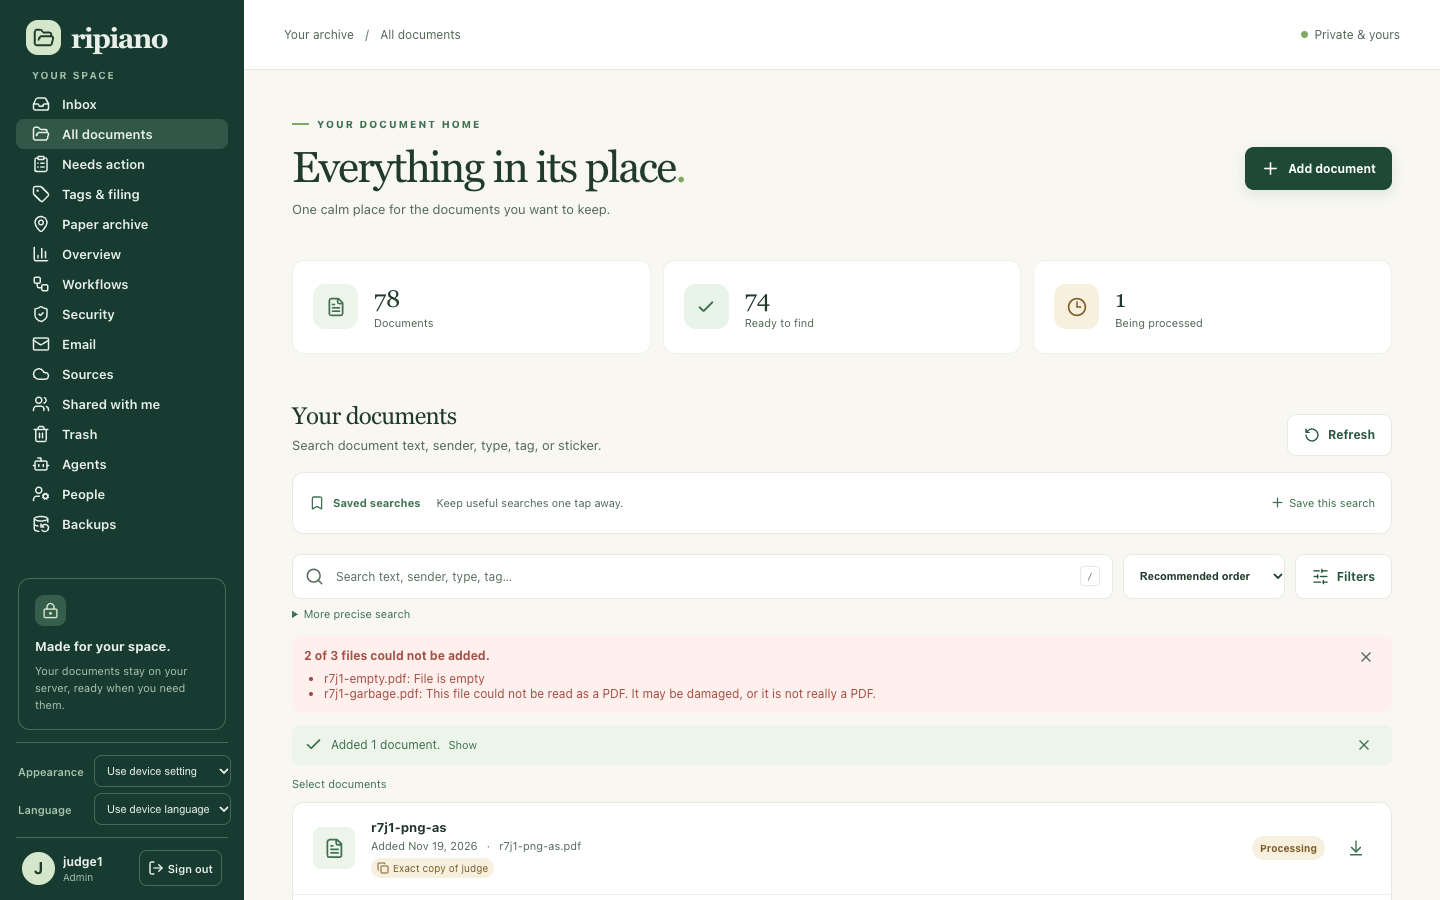 ripiano
YOUR SPACE
Inbox
All documents
Needs action
Tags & filing
Paper archive
Overview
Workflows
Security
Email
Sources
Shared with me
Trash
Agents
People
Backups
Made for your space.
Your documents stay on your
server, ready when you need
them.
Appearance Use device setting
Language Use device language
J judge1
Admin
Sign out
Your archive / All documents
Private & yours
YOUR DOCUMENT HOME
Everything in its place.
One calm place for the documents you want to keep.
Add document
78
Documents
74
Ready to find
1
Being processed
Your documents
Search document text, sender, type, tag, or sticker.
Refresh
Saved searches Keep useful searches one tap away.
Save this search
Search text, sender, type, tag... /
Recommended order
Filters
More precise search
2 of 3 files could not be added.
r7j1-empty.pdf: File is empty
r7j1-garbage.pdf: This file could not be read as a PDF. It may be damaged, or it is not really a PDF.
Added 1 document. Show
Select documents
r7j1-png-as
Added Nov 19, 2026 · r7j1-png-as.pdf
Exact copy of judge
Processing